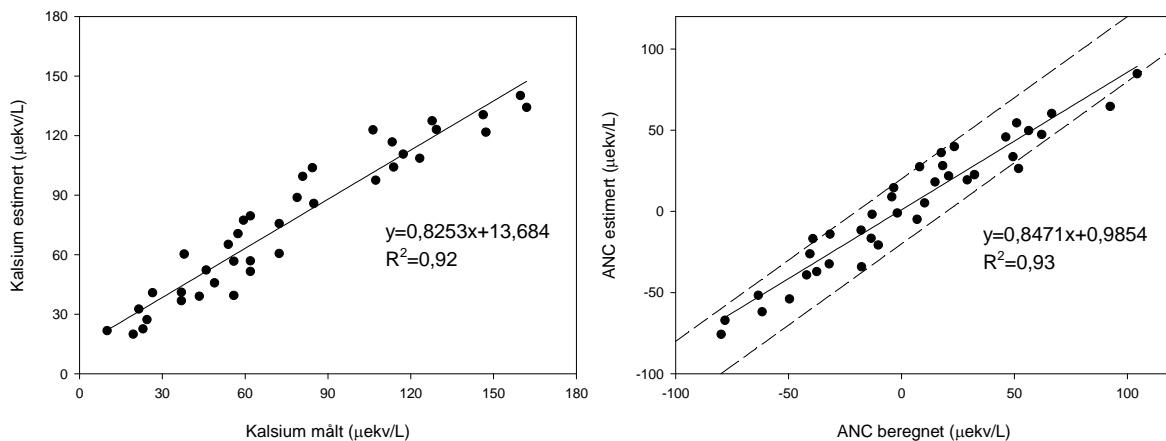 180
150
120
90
60
30
0
Kalsium estimert (μekv/L)
y=0,8253x+13,684
R²=0,92
0 30 60 90 120 150 180
Kalsium målt (μekv/L)
100
50
0
-50
-100
ANC estimert (μekv/L)
y=0,8471x+0,9854
R²=0,93
-100 -50 0 50 100
ANC beregnet (μekv/L)